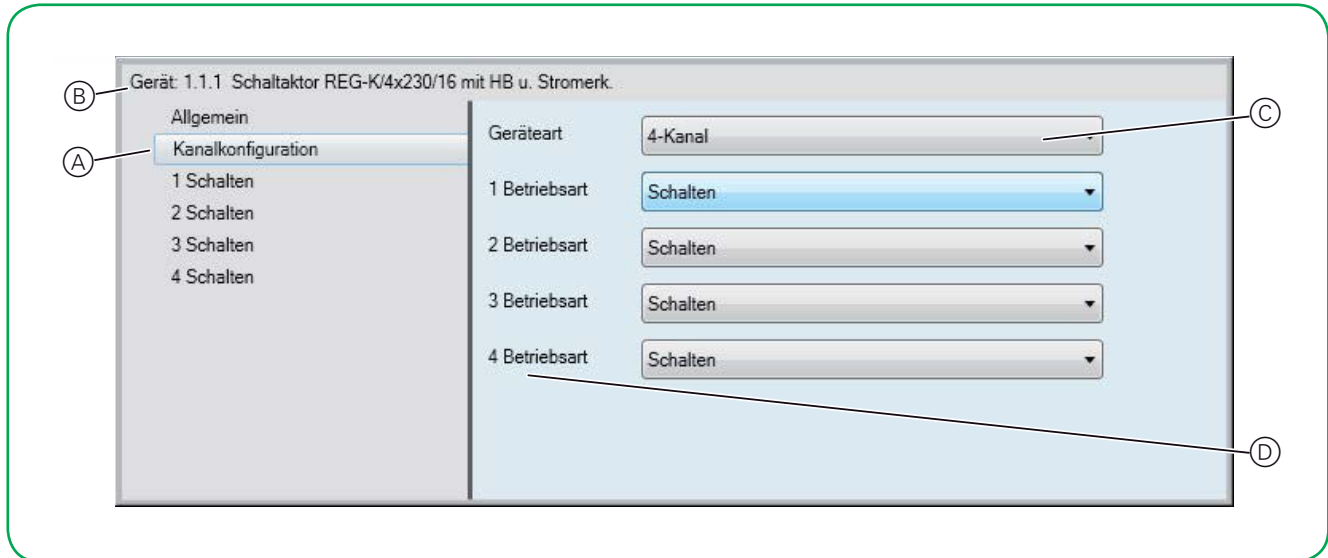 Gerät: 1.1.1 Schaltaktor REG-K/4x230/16 mit HB u. Stromerk.
B
Allgemein
Kanalkonfiguration
A
1 Schalten
2 Schalten
3 Schalten
4 Schalten
Geräteart
4-Kanal
C
1 Betriebsart
Schalten
2 Betriebsart
Schalten
3 Betriebsart
Schalten
4 Betriebsart
Schalten
D